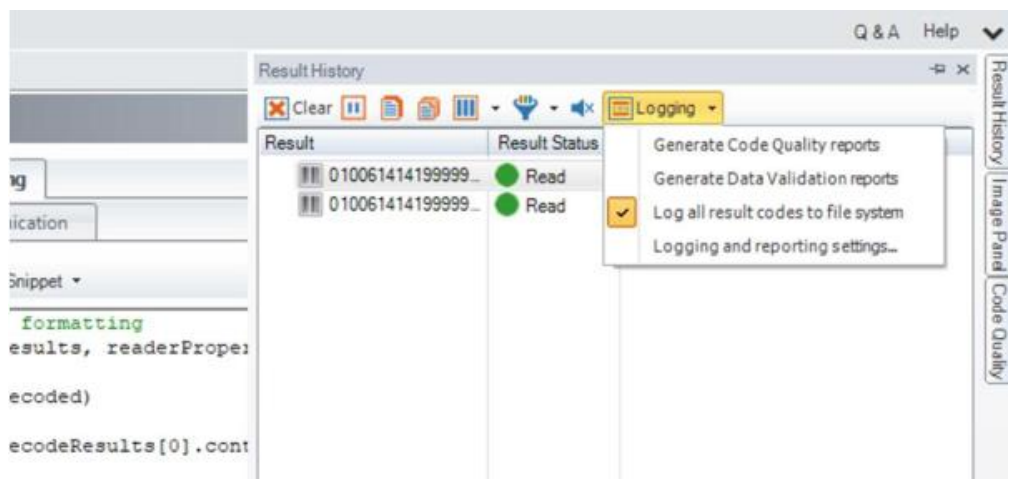 Q & A Help
Result History
Clear
Logging
Result Result Status
010061414199999... Read
010061414199999... Read
Generate Code Quality reports
Generate Data Validation reports
Log all result codes to file system
Logging and reporting settings...
Result History
Image Panel
Code Quality
ng
ication
Snippet
formatting
esults, readerProper
ecoded)
ecodeResults[0].cont